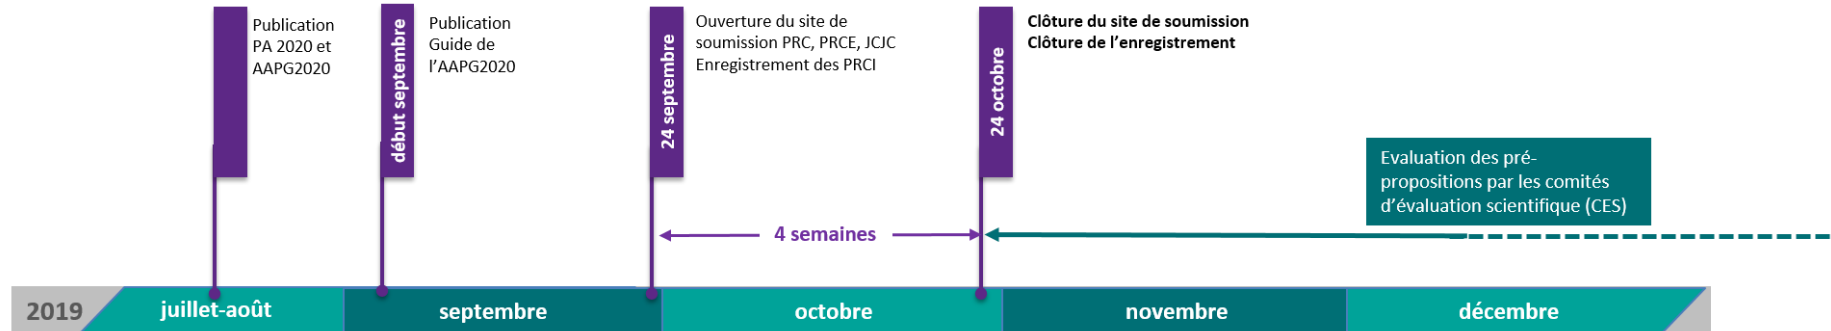 Publication
PA 2020 et
AAPG2020
début septembre
Publication
Guide de
l’AAPG2020
24 septembre
Ouverture du site de
soumission PRC, PRCE, JCJC
Enregistrement des PRCI
24 octobre
Clôture du site de soumission
Clôture de l’enregistrement
Evaluation des pré-
propositions par les comités
d’évaluation scientifique (CES)
4 semaines
2019
juillet-août
septembre
octobre
novembre
décembre